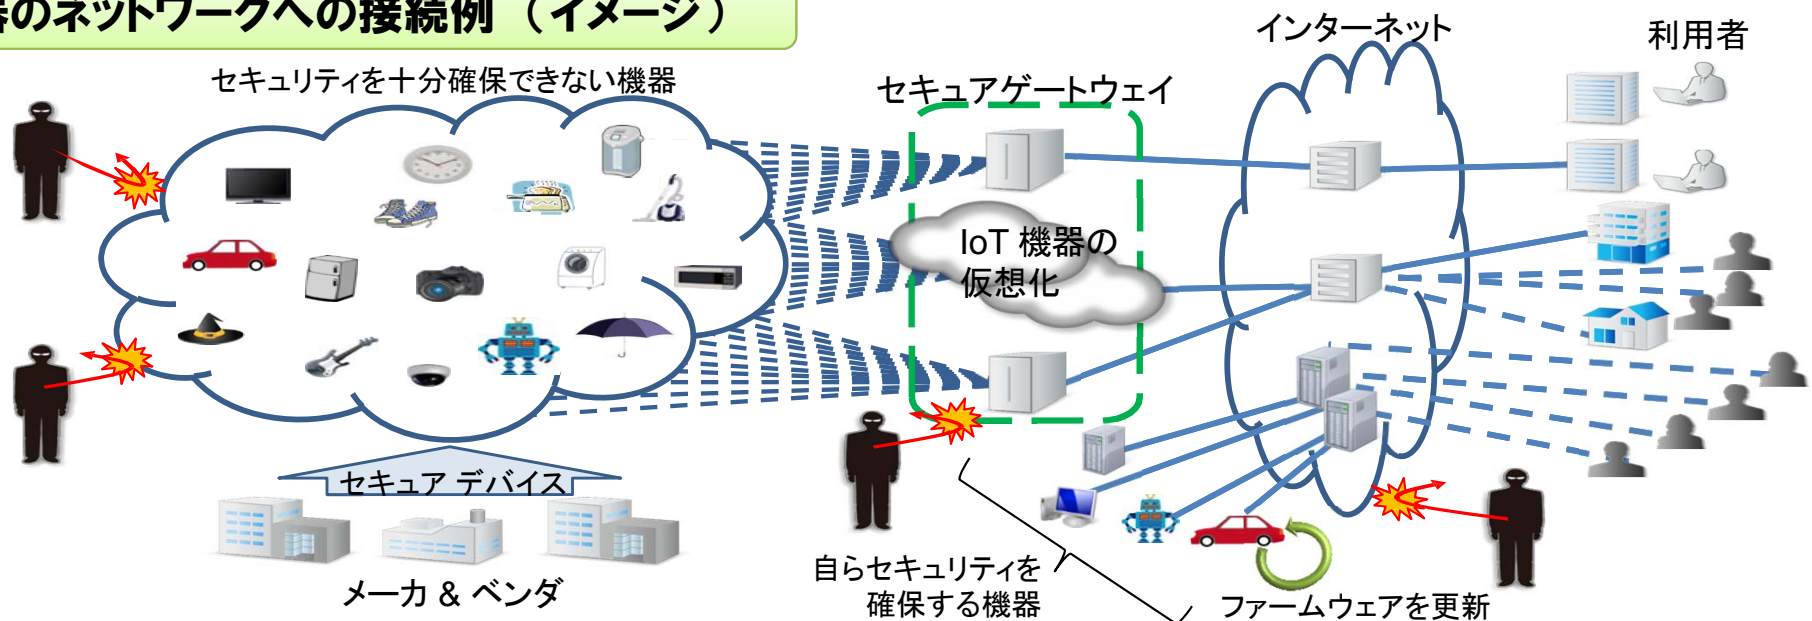 器のネットワークへの接続例 （イメージ）
インターネット
利用者
セキュリティを十分確保できない機器
セキュアゲートウェイ
IoT 機器の
仮想化
セキュア デバイス
メーカ & ベンダ
自らセキュリティを
確保する機器
ファームウェアを更新